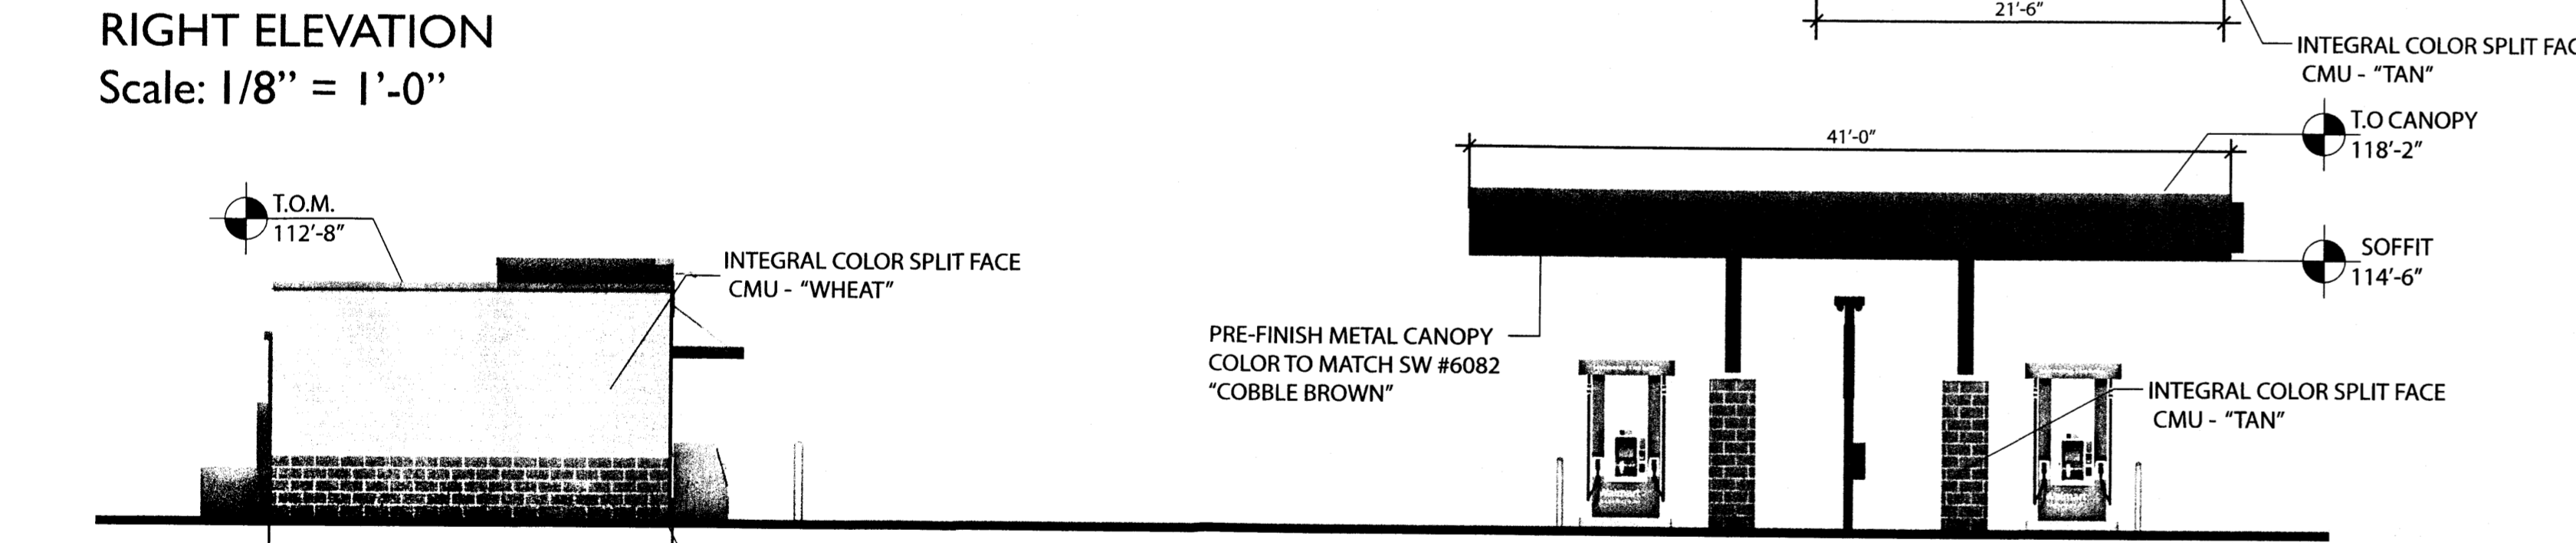 RIGHT ELEVATION
Scale: 1/8” = 1’-0”
21’-6”
INTEGRAL COLOR SPLIT
CMU - “TAN”
41’-0”
T.O CANOPY
118’-2”
T.O.M.
112’-8”
INTEGRAL COLOR SPLIT FACE
CMU - “WHEAT”
SOFFIT
114’-6”
PRE-FINISH METAL CANOPY
COLOR TO MATCH SW #6082
“COBBLE BROWN”
INTEGRAL COLOR SPLIT FACE
CMU - “TAN”